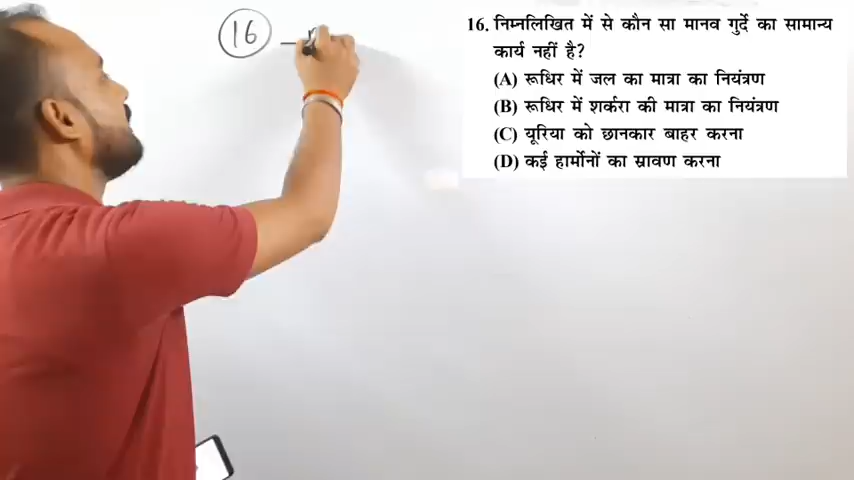 16
16. निम्नलिखित में से कौन सा मानव गुर्दे का सामान्य
कार्य नहीं है?
(A) रूधिर में जल का मात्रा का नियंत्रण
(B) रूधिर में शर्करा की मात्रा का नियंत्रण
(C) यूरिया को छानकार बाहर करना
(D) कई हार्मोनों का स्रावण करना